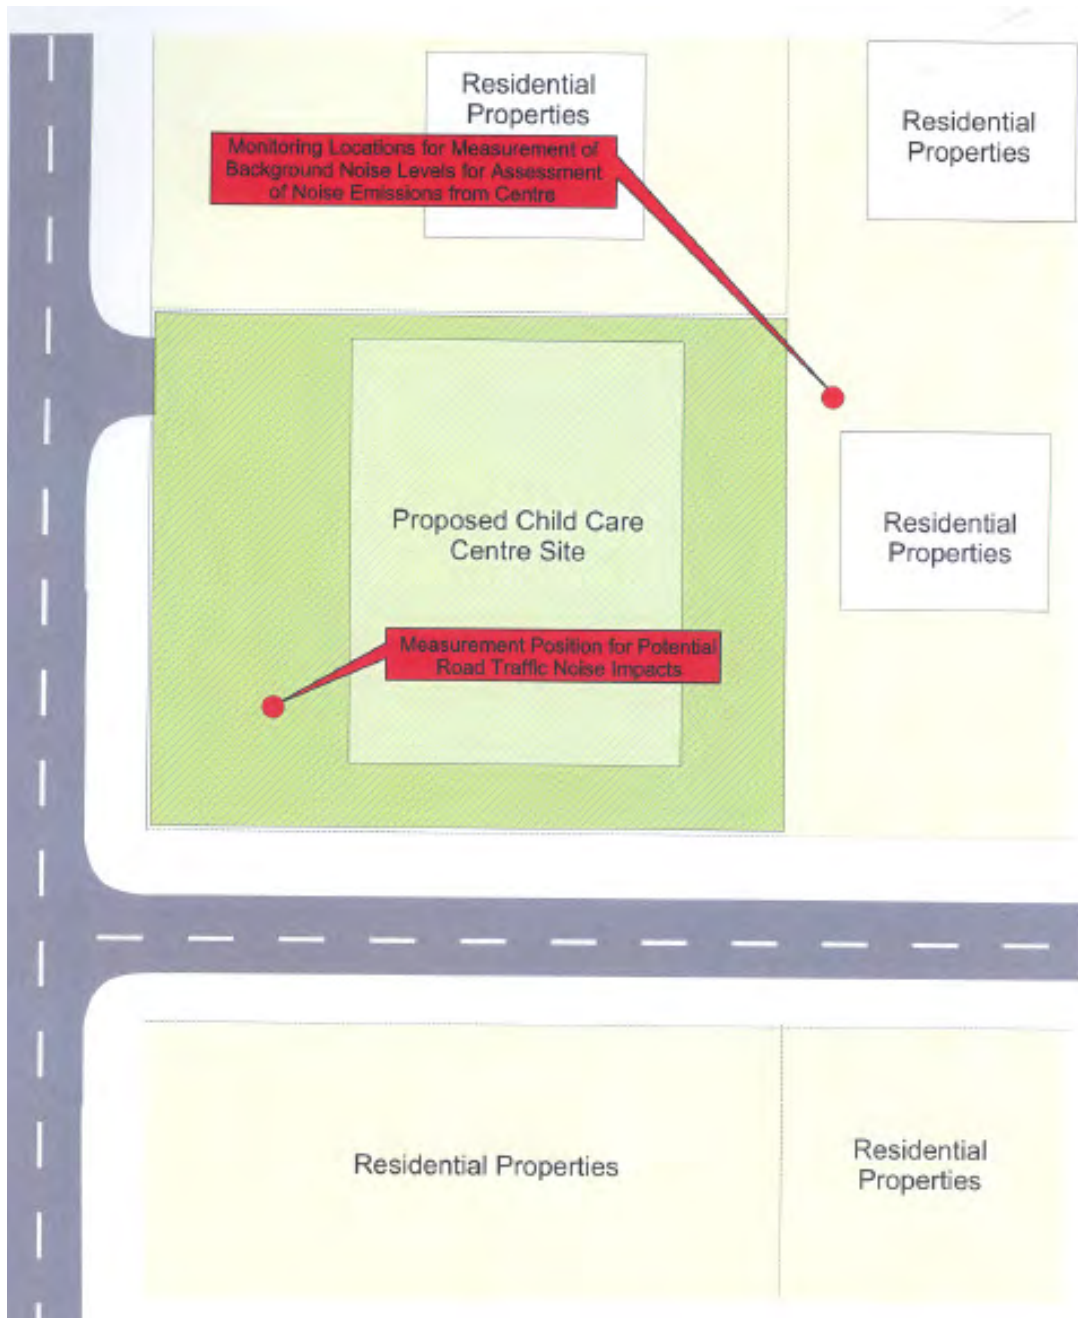 Residential
Properties
Residential
Properties
Monitoring Locations for Measurement of
Background Noise Levels for Assessment
of Noise Emissions from Centre
Proposed Child Care
Centre Site
Residential
Properties
Measurement Position for Potential
Road Traffic Noise Impacts
Residential Properties
Residential
Properties